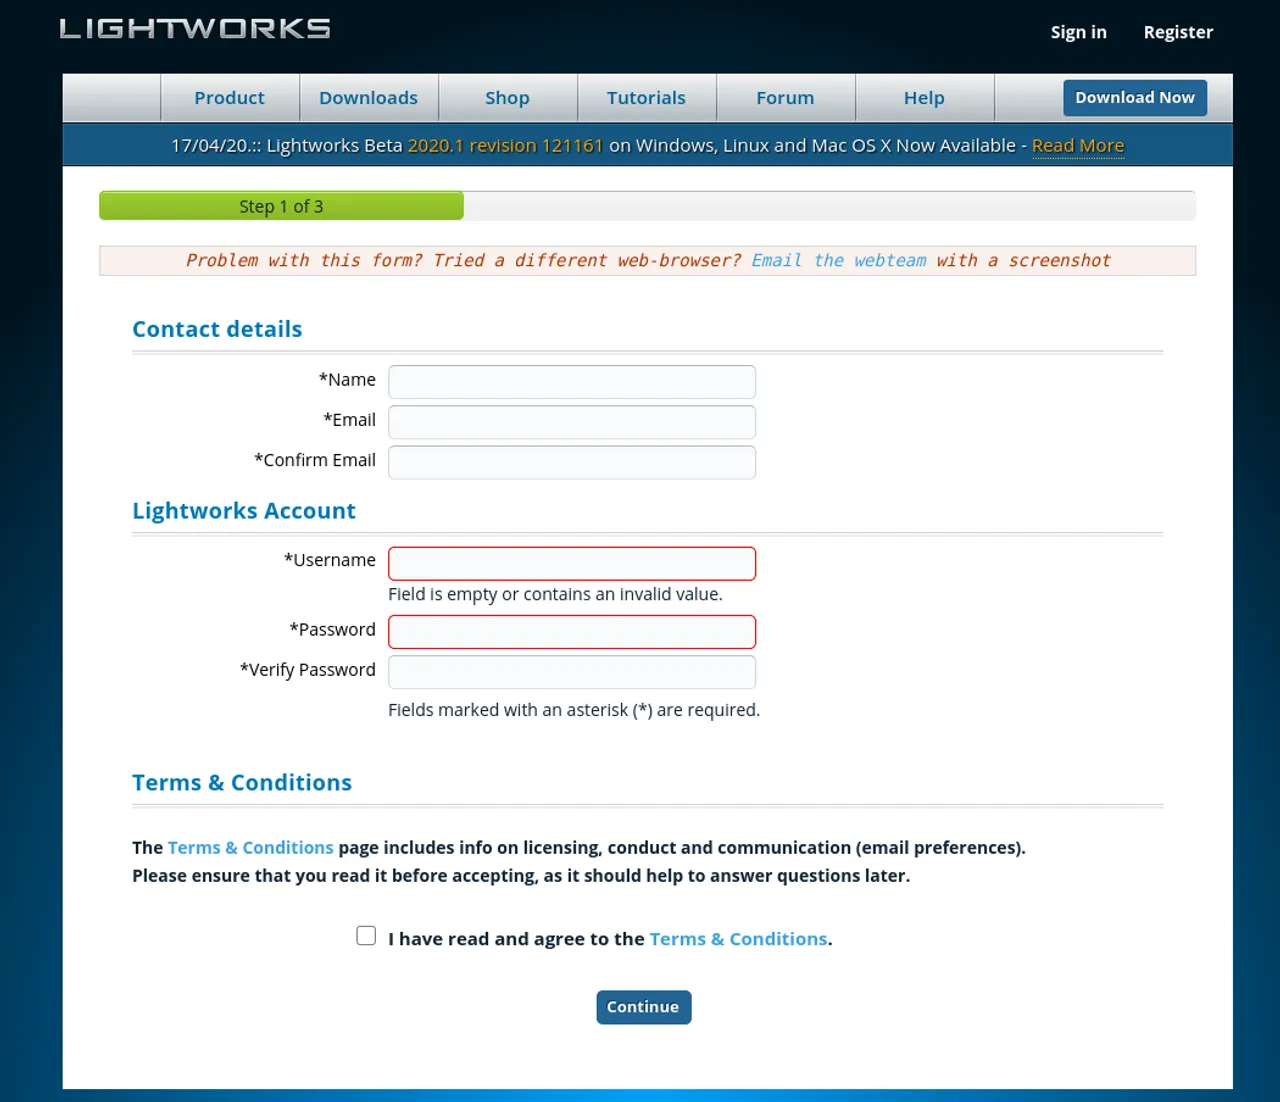 LIGHTWORKS
Sign in Register
Product Downloads Shop Tutorials Forum Help Download Now
17/04/20.:: Lightworks Beta 2020.1 revision 121161 on Windows, Linux and Mac OS X Now Available - Read More
Step 1 of 3
Problem with this form? Tried a different web-browser? Email the webteam with a screenshot
Contact details
*Name
*Email
*Confirm Email
Lightworks Account
*Username
Field is empty or contains an invalid value.
*Password
*Verify Password
Fields marked with an asterisk (*) are required.
Terms & Conditions
The Terms & Conditions page includes info on licensing, conduct and communication (email preferences).
Please ensure that you read it before accepting, as it should help to answer questions later.
I have read and agree to the Terms & Conditions.
Continue